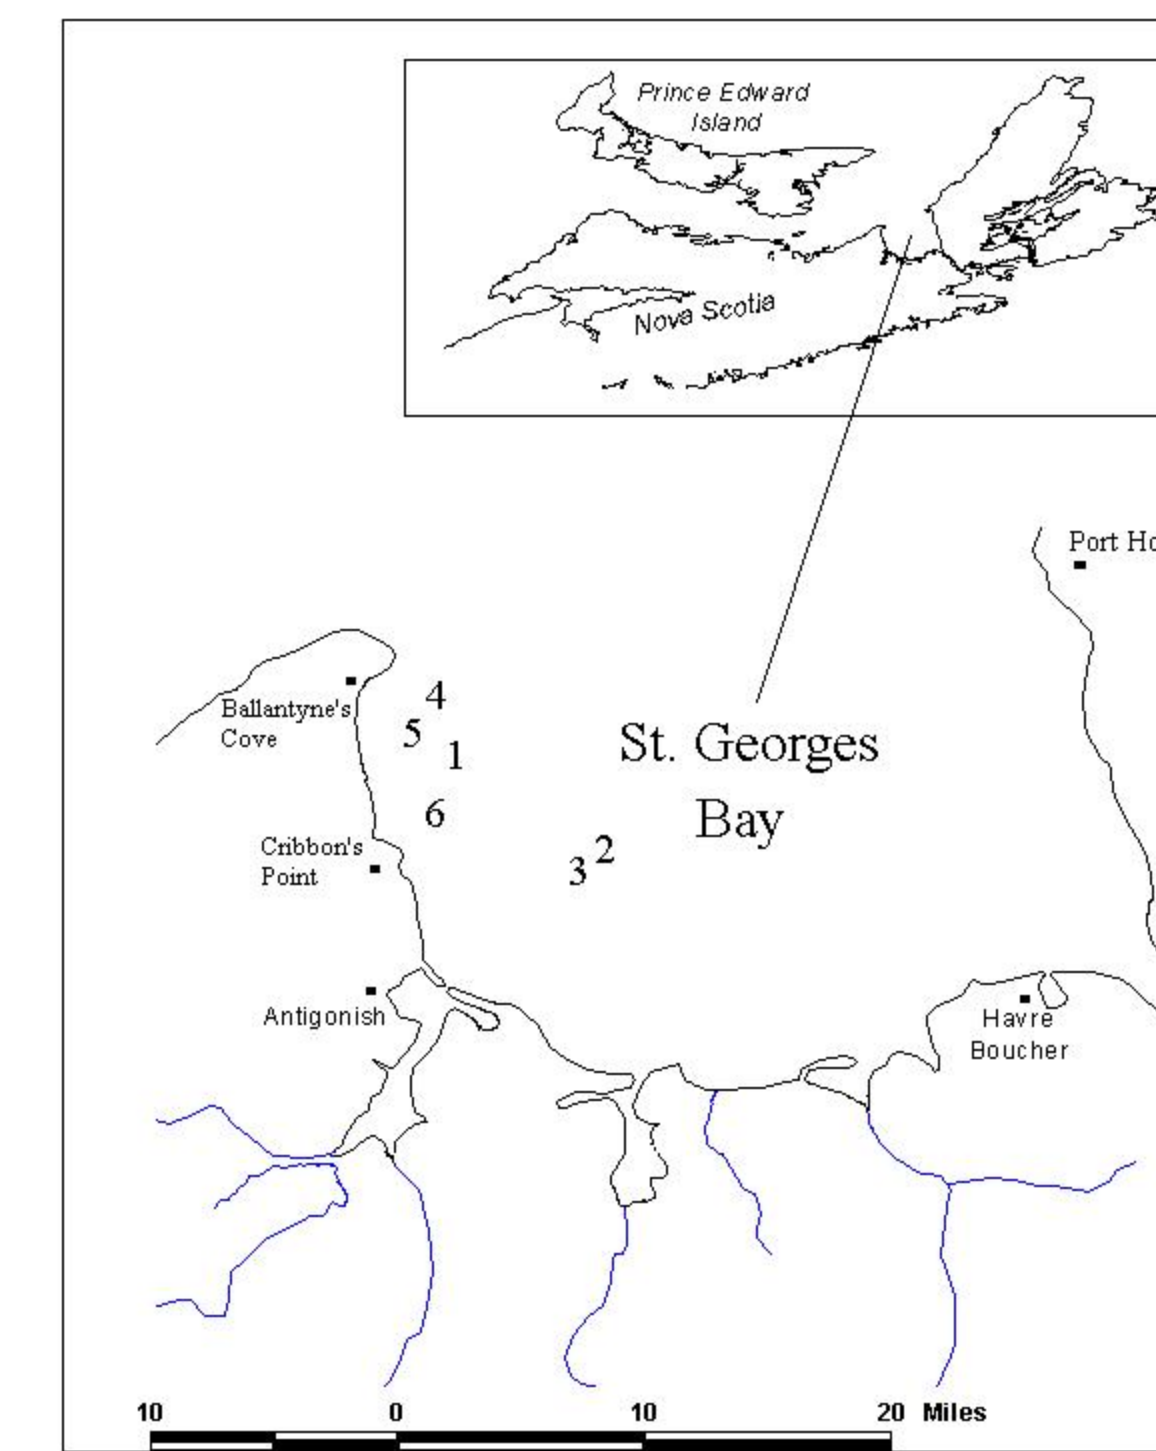 Prince Edward
Island
Nova Scotia
Port Ho
Ballantyne's
Cove
4
5
1
6
St. Georges
Bay
Cribbon's
Point
2
3
Antigonish
Havre
Boucher
10 0 10 20 Miles